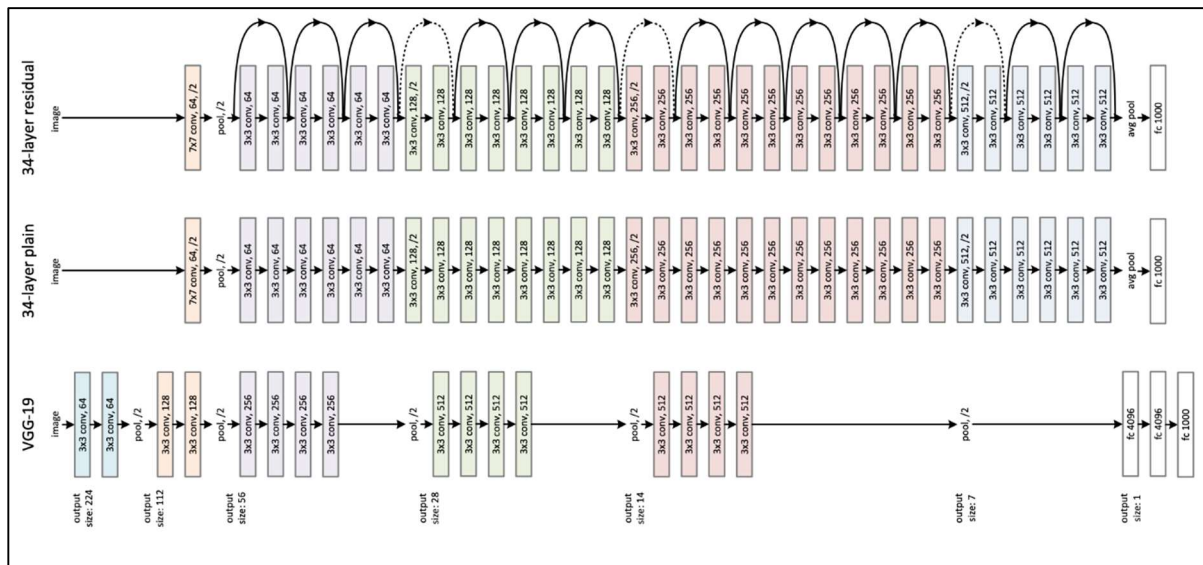 34-layer residual
image
7x7 conv, 64, /2
pool, /2
3x3 conv, 64
3x3 conv, 64
3x3 conv, 64
3x3 conv, 64
3x3 conv, 64
3x3 conv, 64
3x3 conv, 128, /2
3x3 conv, 128
3x3 conv, 128
3x3 conv, 128
3x3 conv, 128
3x3 conv, 128
3x3 conv, 128
3x3 conv, 128
3x3 conv, 256, /2
3x3 conv, 256
3x3 conv, 256
3x3 conv, 256
3x3 conv, 256
3x3 conv, 256
3x3 conv, 256
3x3 conv, 256
3x3 conv, 256
3x3 conv, 256
3x3 conv, 256
3x3 conv, 256
3x3 conv, 512, /2
3x3 conv, 512
3x3 conv, 512
3x3 conv, 512
3x3 conv, 512
3x3 conv, 512
avg pool
fc 1000
34-layer plain
image
7x7 conv, 64, /2
pool, /2
3x3 conv, 64
3x3 conv, 64
3x3 conv, 64
3x3 conv, 64
3x3 conv, 64
3x3 conv, 64
3x3 conv, 128, /2
3x3 conv, 128
3x3 conv, 128
3x3 conv, 128
3x3 conv, 128
3x3 conv, 128
3x3 conv, 128
3x3 conv, 128
3x3 conv, 256, /2
3x3 conv, 256
3x3 conv, 256
3x3 conv, 256
3x3 conv, 256
3x3 conv, 256
3x3 conv, 256
3x3 conv, 256
3x3 conv, 256
3x3 conv, 256
3x3 conv, 256
3x3 conv, 256
3x3 conv, 512, /2
3x3 conv, 512
3x3 conv, 512
3x3 conv, 512
3x3 conv, 512
3x3 conv, 512
avg pool
fc 1000
VGG-19
image
3x3 conv, 64
3x3 conv, 64
pool, /2
3x3 conv, 128
3x3 conv, 128
pool, /2
3x3 conv, 256
3x3 conv, 256
3x3 conv, 256
3x3 conv, 256
pool, /2
3x3 conv, 512
3x3 conv, 512
3x3 conv, 512
3x3 conv, 512
pool, /2
3x3 conv, 512
3x3 conv, 512
3x3 conv, 512
3x3 conv, 512
pool, /2
fc 4096
fc 4096
fc 1000
output
size: 224
output
size: 112
output
size: 56
output
size: 28
output
size: 14
output
size: 7
output
size: 1